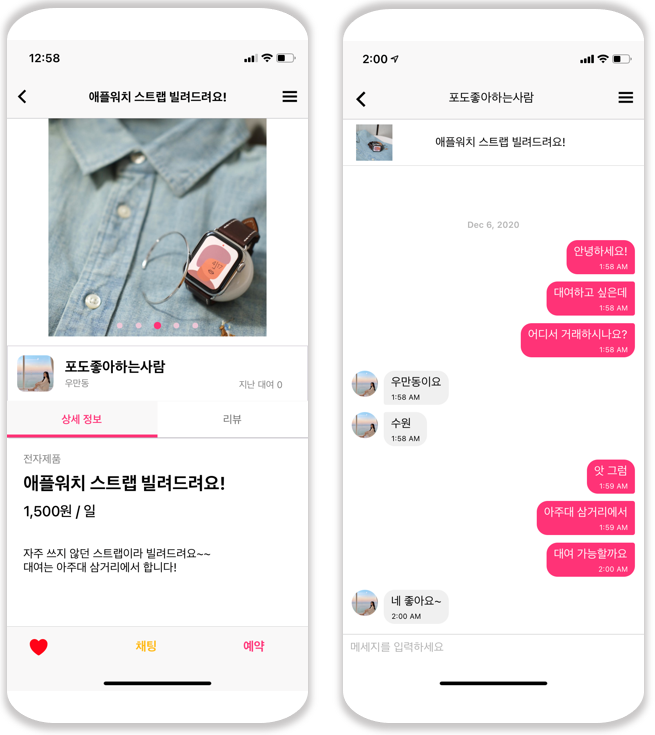 12:58
애플워치 스트랩 빌려드려요!
포도좋아하는사람
우만동
지난 대여 0
상세 정보
리뷰
전자제품
애플워치 스트랩 빌려드려요!
1,500원 / 일
자주 쓰지 않던 스트랩이라 빌려드려요~~
대여는 아주대 삼거리에서 합니다!
채팅
예약
2:00
포도좋아하는사람
애플워치 스트랩 빌려드려요!
Dec 6, 2020
안녕하세요!
1:58 AM
대여하고 싶은데
1:58 AM
어디서 거래하시나요?
1:58 AM
우만동이요
1:58 AM
수원
1:58 AM
앗 그럼
1:59 AM
아주대 삼거리에서
1:59 AM
대여 가능할까요
2:00 AM
네 좋아요~
2:00 AM
메세지를 입력하세요